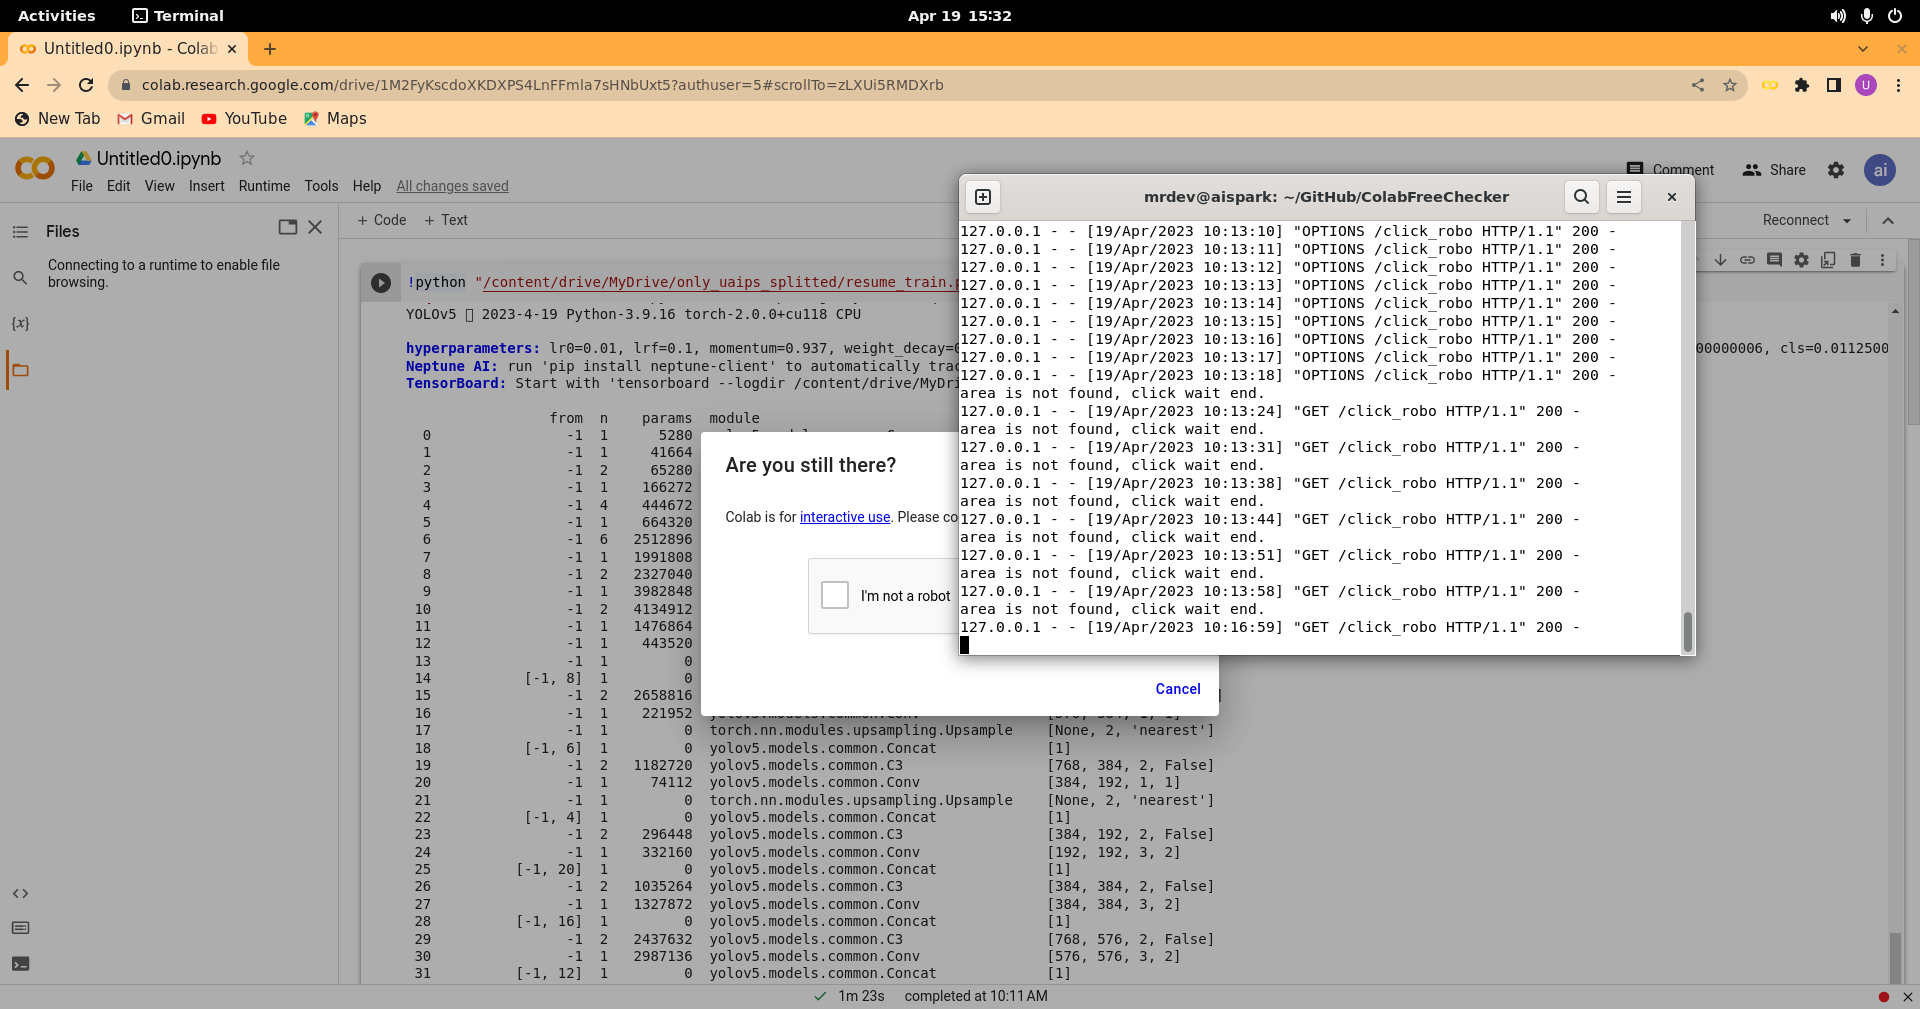 Activities Terminal Apr 19 15:32
Untitled0.ipynb - Colab
colab.research.google.com/drive/1M2FyKscdoXKDXPS4LnFFmla7sHNbUxt5?authuser=5#scrollTo=zLXUi5RMDXrb U
New Tab Gmail YouTube Maps
Untitled0.ipynb
File Edit View Insert Runtime Tools Help All changes saved
Comment Share ai
Files
Connecting to a runtime to enable file
browsing.
{x}
+ Code + Text
Reconnect
!python "/content/drive/MyDrive/only_uaips_splitted/resume_train.p
YOLOv5 2023-4-19 Python-3.9.16 torch-2.0.0+cu118 CPU
hyperparameters: lr0=0.01, lrf=0.1, momentum=0.937, weight_decay=
00000006, cls=0.0112500
Neptune AI: run 'pip install neptune-client' to automatically trac
TensorBoard: Start with 'tensorboard --logdir /content/drive/MyDri
from n params module
0 -1 1 5280
1 -1 1 41664
2 -1 2 65280
3 -1 1 166272
4 -1 4 444672
5 -1 1 664320
6 -1 6 2512896
7 -1 1 1991808
8 -1 2 2327040
9 -1 1 3982848
10 -1 2 4134912
11 -1 1 1476864
12 -1 1 443520
13 -1 1 0
14 [-1, 8] 1 0
15 -1 2 2658816 ]
16 -1 1 221952 yolov5.models.common.Conv [576, 384, 1, 1]
17 -1 1 0 torch.nn.modules.upsampling.Upsample [None, 2, 'nearest']
18 [-1, 6] 1 0 yolov5.models.common.Concat [1]
19 -1 2 1182720 yolov5.models.common.C3 [768, 384, 2, False]
20 -1 1 74112 yolov5.models.common.Conv [384, 192, 1, 1]
21 -1 1 0 torch.nn.modules.upsampling.Upsample [None, 2, 'nearest']
22 [-1, 4] 1 0 yolov5.models.common.Concat [1]
23 -1 2 296448 yolov5.models.common.C3 [384, 192, 2, False]
24 -1 1 332160 yolov5.models.common.Conv [192, 192, 3, 2]
25 [-1, 20] 1 0 yolov5.models.common.Concat [1]
26 -1 2 1035264 yolov5.models.common.C3 [384, 384, 2, False]
27 -1 1 1327872 yolov5.models.common.Conv [384, 384, 3, 2]
28 [-1, 16] 1 0 yolov5.models.common.Concat [1]
29 -1 2 2437632 yolov5.models.common.C3 [768, 576, 2, False]
30 -1 1 2987136 yolov5.models.common.Conv [576, 576, 3, 2]
31 [-1, 12] 1 0 yolov5.models.common.Concat [1]
Are you still there?
Colab is for interactive use. Please co
I'm not a robot
Cancel
mrdev@aispark: ~/GitHub/ColabFreeChecker
127.0.0.1 - - [19/Apr/2023 10:13:10] "OPTIONS /click_robo HTTP/1.1" 200 -
127.0.0.1 - - [19/Apr/2023 10:13:11] "OPTIONS /click_robo HTTP/1.1" 200 -
127.0.0.1 - - [19/Apr/2023 10:13:12] "OPTIONS /click_robo HTTP/1.1" 200 -
127.0.0.1 - - [19/Apr/2023 10:13:13] "OPTIONS /click_robo HTTP/1.1" 200 -
127.0.0.1 - - [19/Apr/2023 10:13:14] "OPTIONS /click_robo HTTP/1.1" 200 -
127.0.0.1 - - [19/Apr/2023 10:13:15] "OPTIONS /click_robo HTTP/1.1" 200 -
127.0.0.1 - - [19/Apr/2023 10:13:16] "OPTIONS /click_robo HTTP/1.1" 200 -
127.0.0.1 - - [19/Apr/2023 10:13:17] "OPTIONS /click_robo HTTP/1.1" 200 -
127.0.0.1 - - [19/Apr/2023 10:13:18] "OPTIONS /click_robo HTTP/1.1" 200 -
area is not found, click wait end.
127.0.0.1 - - [19/Apr/2023 10:13:24] "GET /click_robo HTTP/1.1" 200 -
area is not found, click wait end.
127.0.0.1 - - [19/Apr/2023 10:13:31] "GET /click_robo HTTP/1.1" 200 -
area is not found, click wait end.
127.0.0.1 - - [19/Apr/2023 10:13:38] "GET /click_robo HTTP/1.1" 200 -
area is not found, click wait end.
127.0.0.1 - - [19/Apr/2023 10:13:44] "GET /click_robo HTTP/1.1" 200 -
area is not found, click wait end.
127.0.0.1 - - [19/Apr/2023 10:13:51] "GET /click_robo HTTP/1.1" 200 -
area is not found, click wait end.
127.0.0.1 - - [19/Apr/2023 10:13:58] "GET /click_robo HTTP/1.1" 200 -
area is not found, click wait end.
127.0.0.1 - - [19/Apr/2023 10:16:59] "GET /click_robo HTTP/1.1" 200 -
1m 23s completed at 10:11 AM